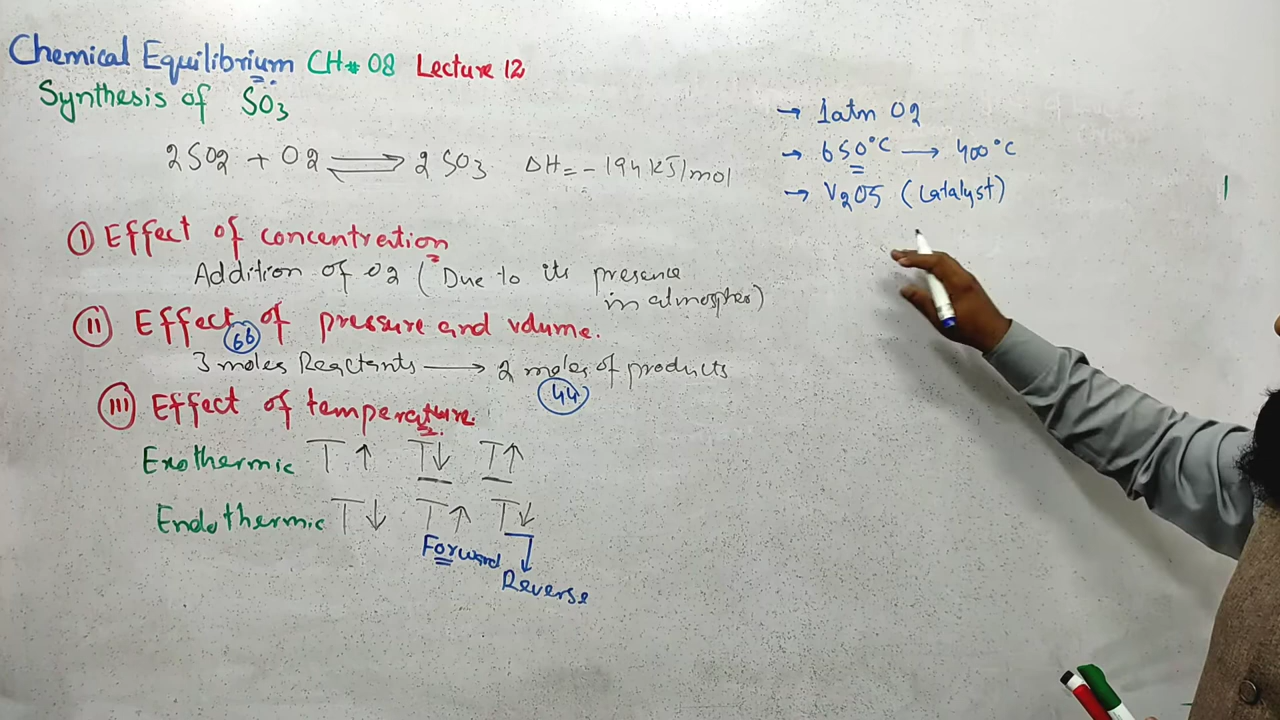 Chemical Equilibrium CH# 08 Lecture 12
Synthesis of SO3
2SO2 + O2 ⇌ 2SO3 ΔH = -194 kJ/mol
① Effect of concentration
Addition of O2 (Due to its presence
in atmospher)
ⓘⓘ Effect of pressure and volume.
66
3 moles Reactants → 2 moles of products
44
ⓘⓘⓘ Effect of temperature.
Exothermic T↑ T↓ T↑
Endothermic T↓ T↑ T↓
Forward
Reverse
→ 1atm O2
→ 650°C → 400°C
→ V2O5 (Catalyst)